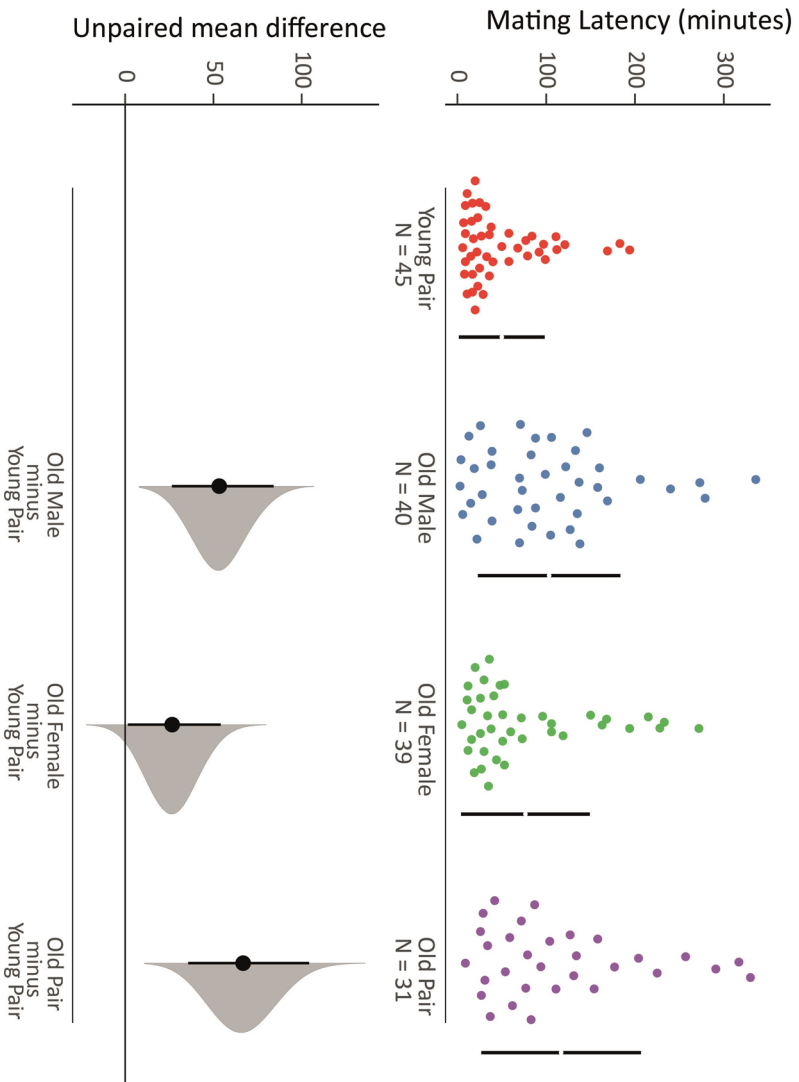 Mating Latency (minutes)
300
200
100
0
Young Pair
N = 45
Old Male
N = 40
Old Female
N = 39
Old Pair
N = 31
Unpaired mean difference
100
50
0
Old Male
minus
Young Pair
Old Female
minus
Young Pair
Old Pair
minus
Young Pair